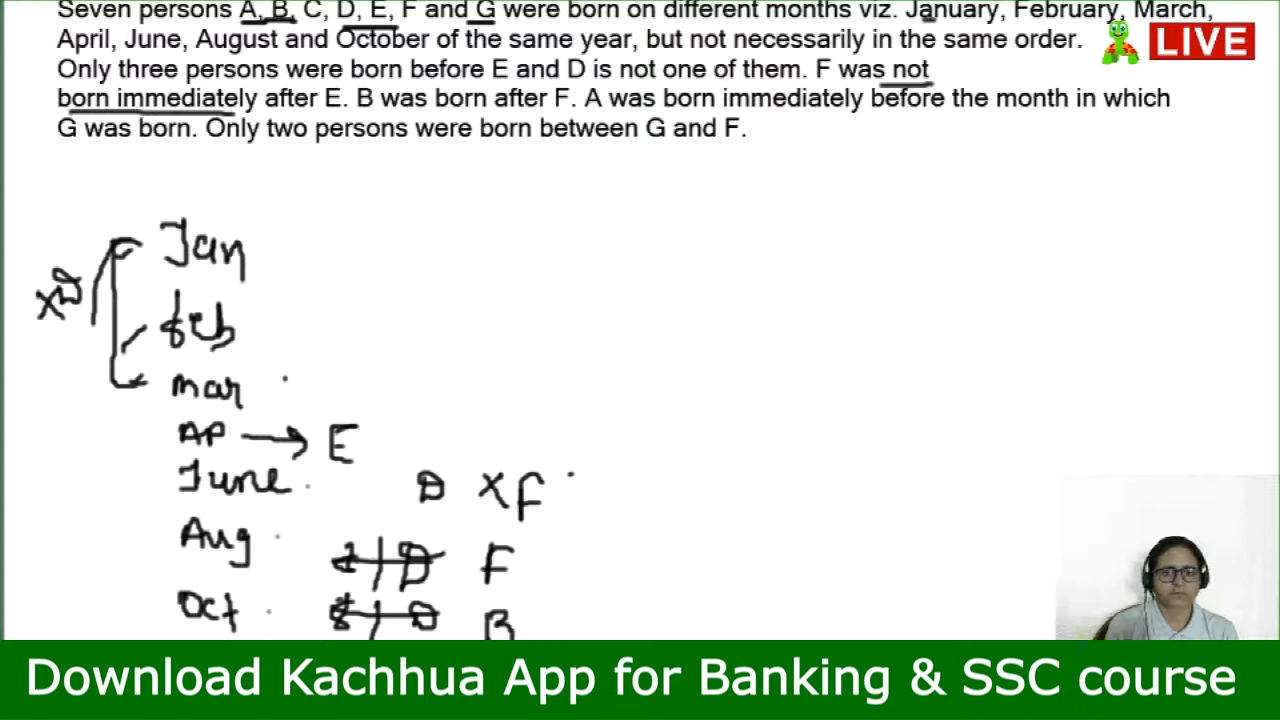 Seven persons A, B, C, D, E, F and G were born on different months viz. January, February, March,
April, June, August and October of the same year, but not necessarily in the same order.
LIVE
Only three persons were born before E and D is not one of them. F was not
born immediately after E. B was born after F. A was born immediately before the month in which
G was born. Only two persons were born between G and F.
Jan
XD
feb
mar
AP → E
June D X F
Aug D F
Oct D B
Download Kachhua App for Banking & SSC course